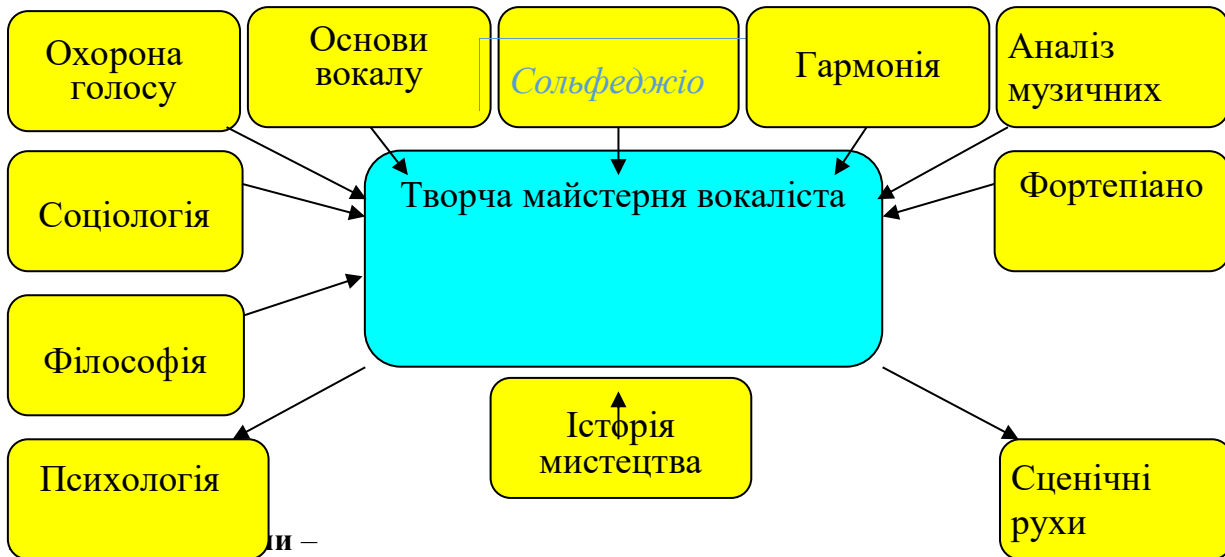 Охорона
голосу
Основи
вокалу
Сольфеджіо
Гармонія
Аналіз
музичних
Творча майстерня вокаліста
Соціологія
Фортепіано
Філософія
Історія
мистецтва
Психологія
Сценічні
рухи
–